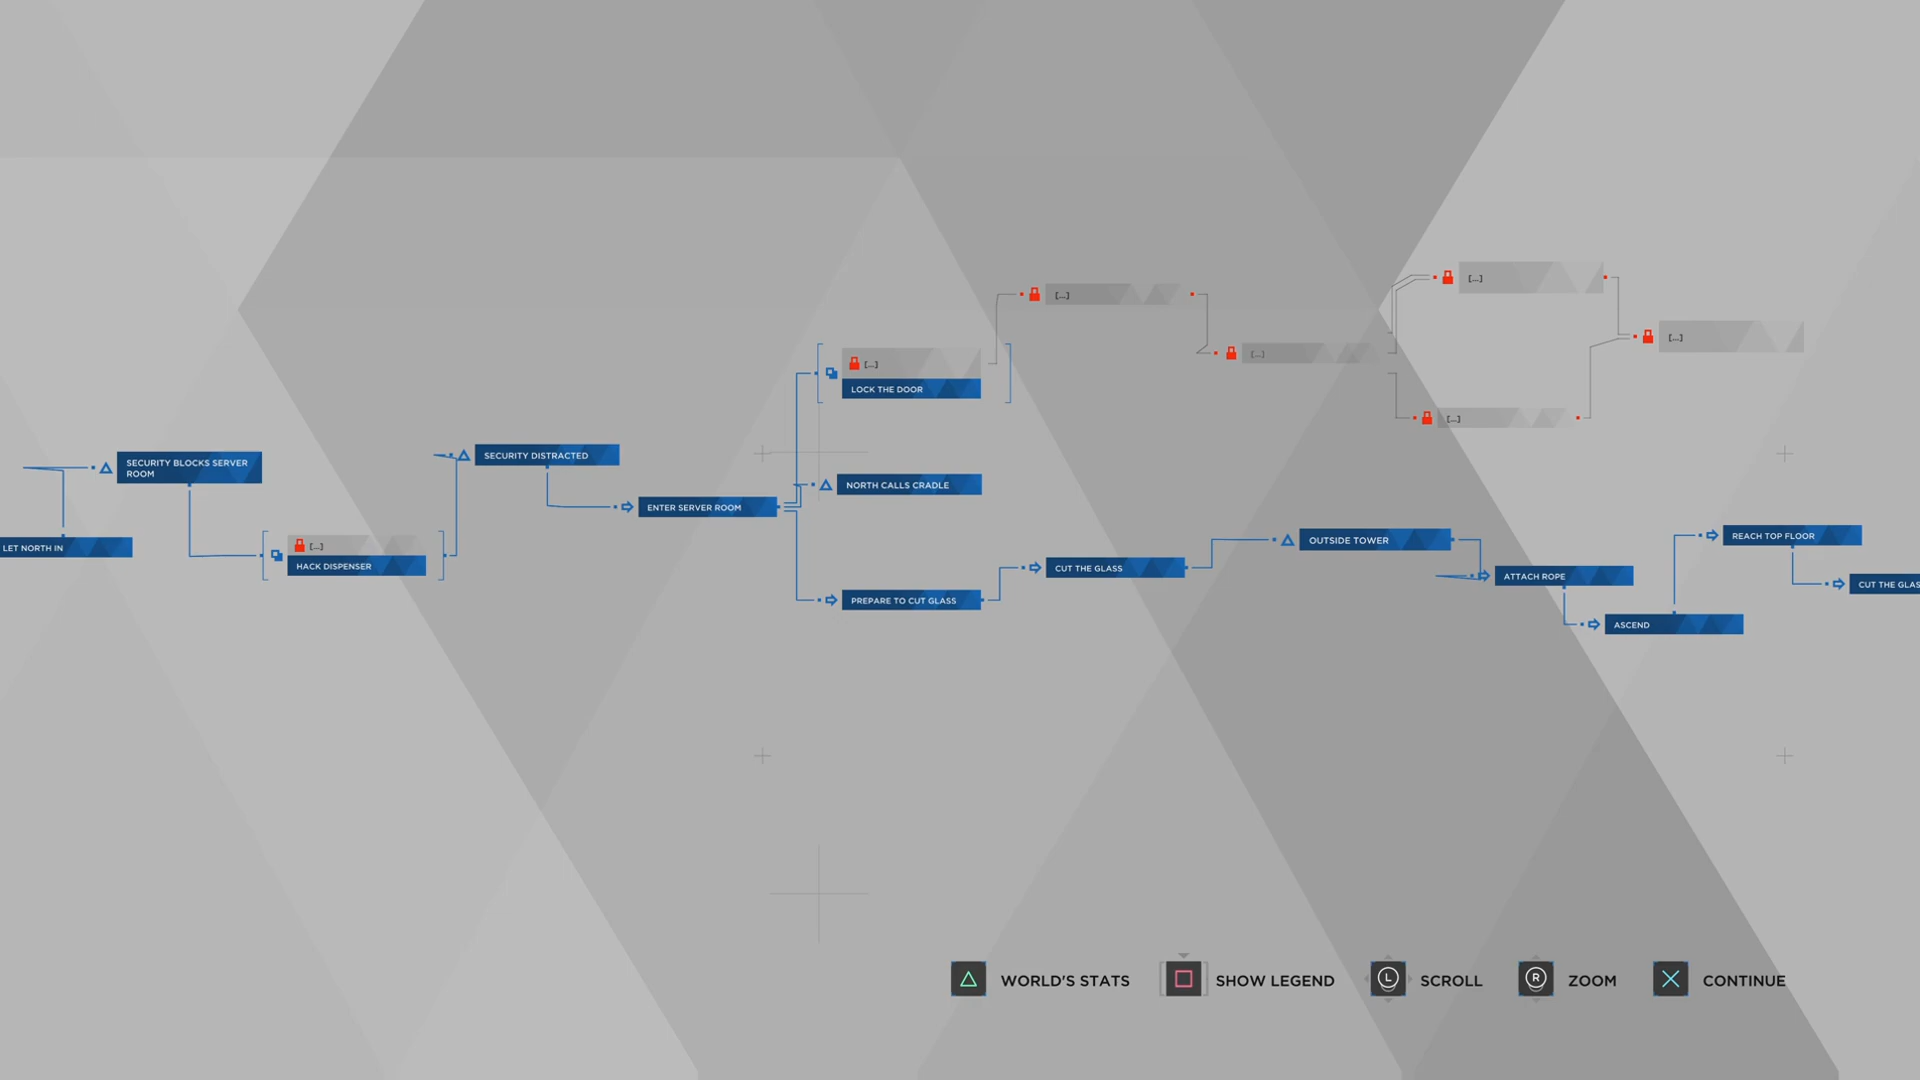 [...]
[...]
[...]
[...]
[...]
[...]
LOCK THE DOOR
[...]
SECURITY DISTRACTED
SECURITY BLOCKS SERVER
ROOM
NORTH CALLS CRADLE
ENTER SERVER ROOM
REACH TOP FLOOR
OUTSIDE TOWER
LET NORTH IN
[...]
HACK DISPENSER
CUT THE GLASS
ATTACH ROPE
CUT THE GLAS
PREPARE TO CUT GLASS
ASCEND
WORLD'S STATS
SHOW LEGEND
L SCROLL
R ZOOM
CONTINUE